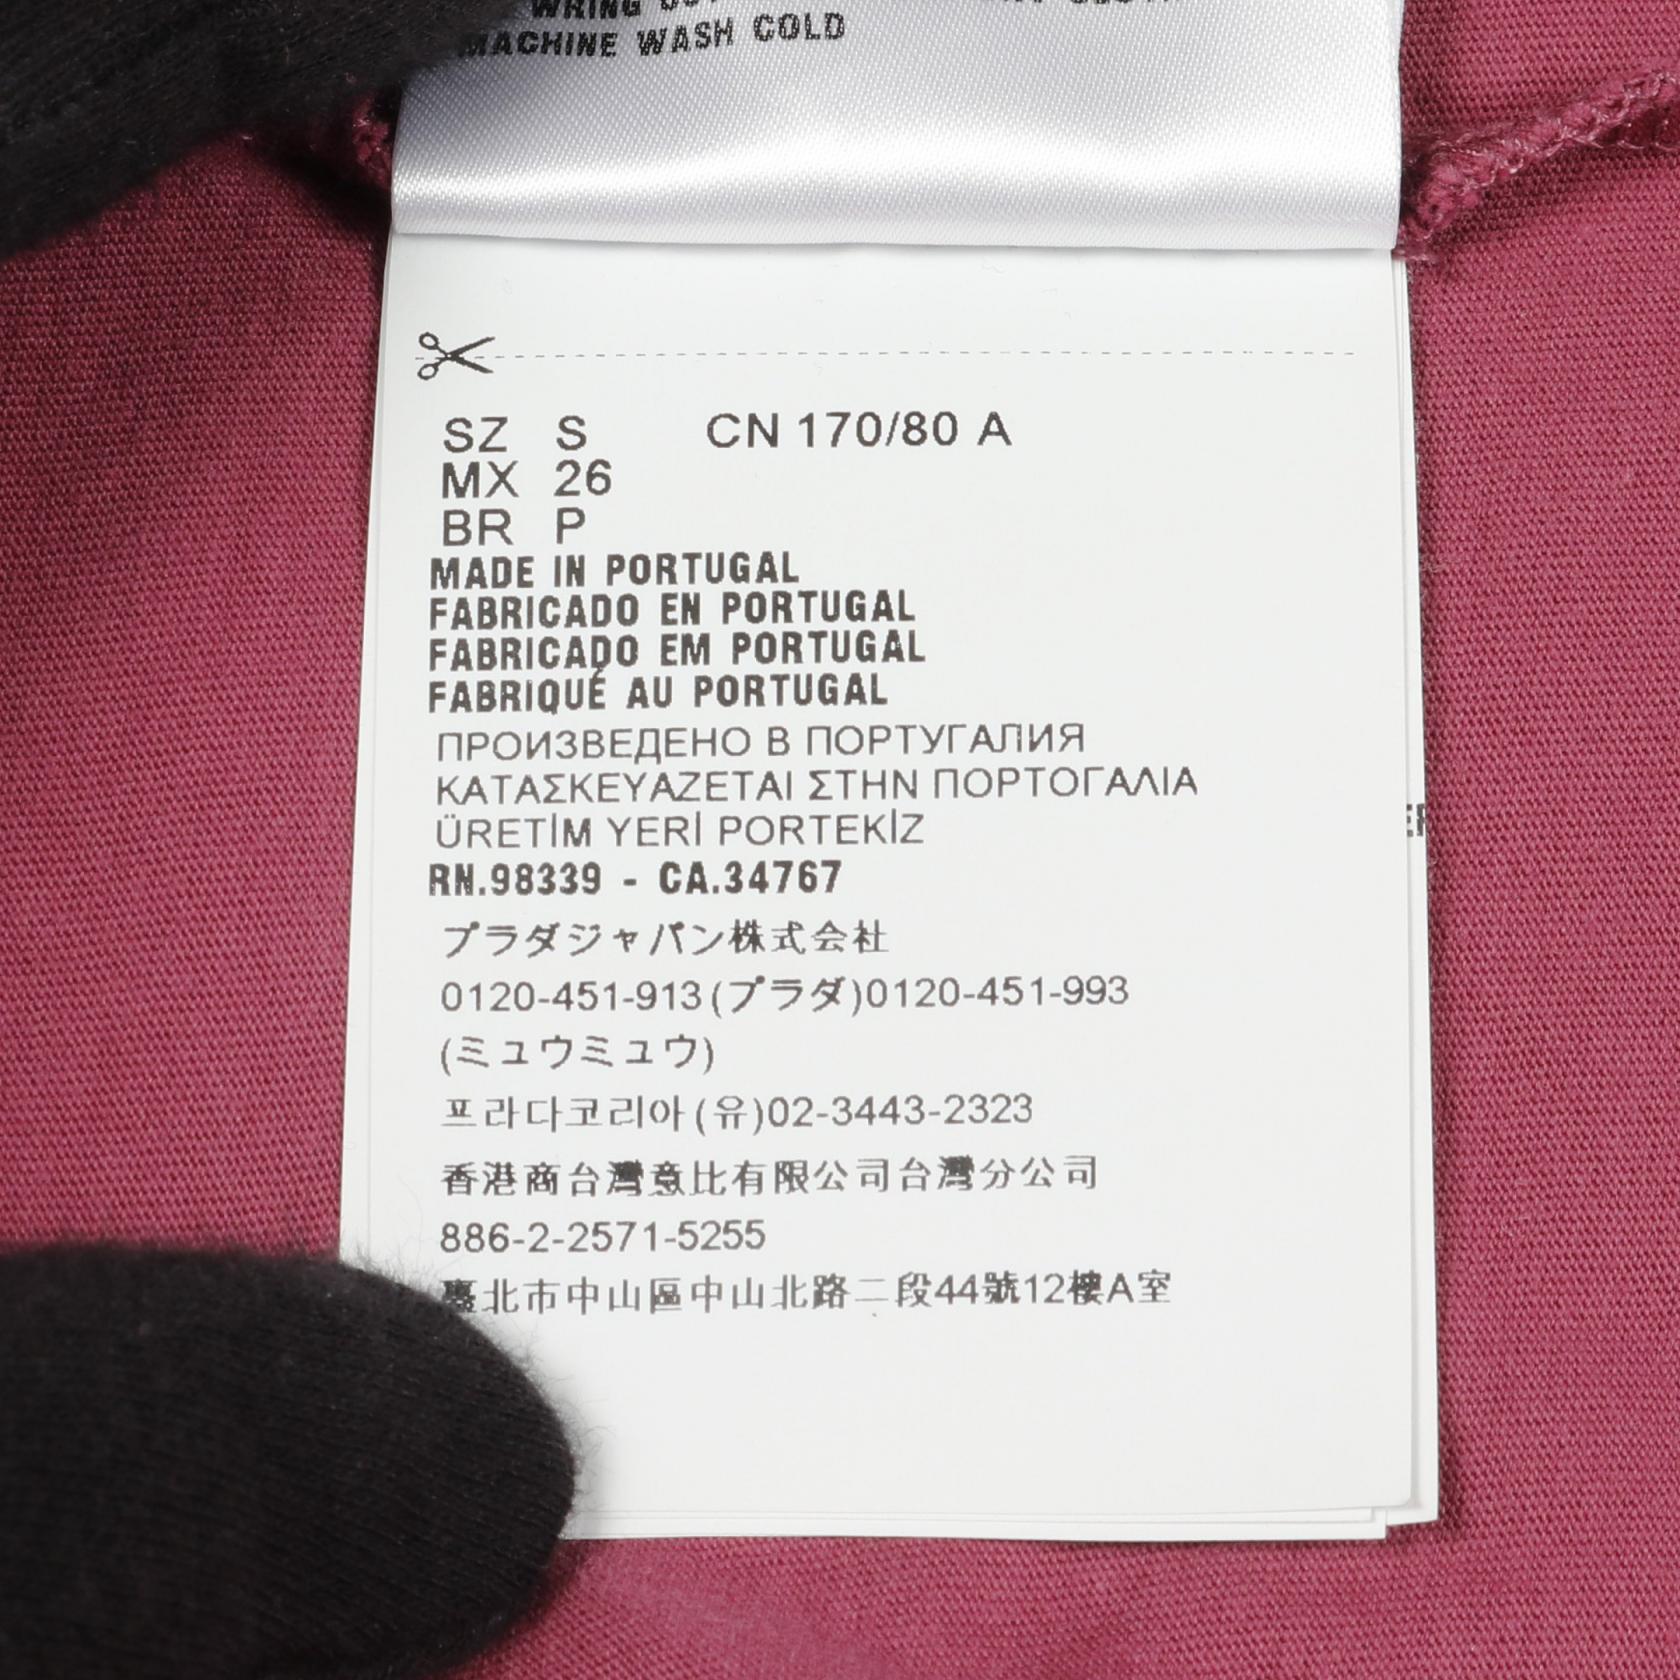 WRING
MACHINE WASH COLD
SZ S CN 170/80 A
MX 26
BR P
MADE IN PORTUGAL
FABRICADO EN PORTUGAL
FABRICADO EM PORTUGAL
FABRIQUÉ AU PORTUGAL
ПРОИЗВЕДЕНО В ПОРТУГАЛИЯ
ΚΑΤΑΣΚΕΥΑΖΕΤΑΙ ΣΤΗΝ ΠΟΡΤΟΓΑΛΙΑ
ÜRETİM YERİ PORTEKİZ
RN.98339 - CA.34767
プラダジャパン株式会社
0120-451-913(プラダ)0120-451-993
(ミュウミュウ)
프라다코리아(유)02-3443-2323
香港商台灣意比有限公司台灣分公司
886-2-2571-5255
臺北市中山區中山北路二段44號12樓A室